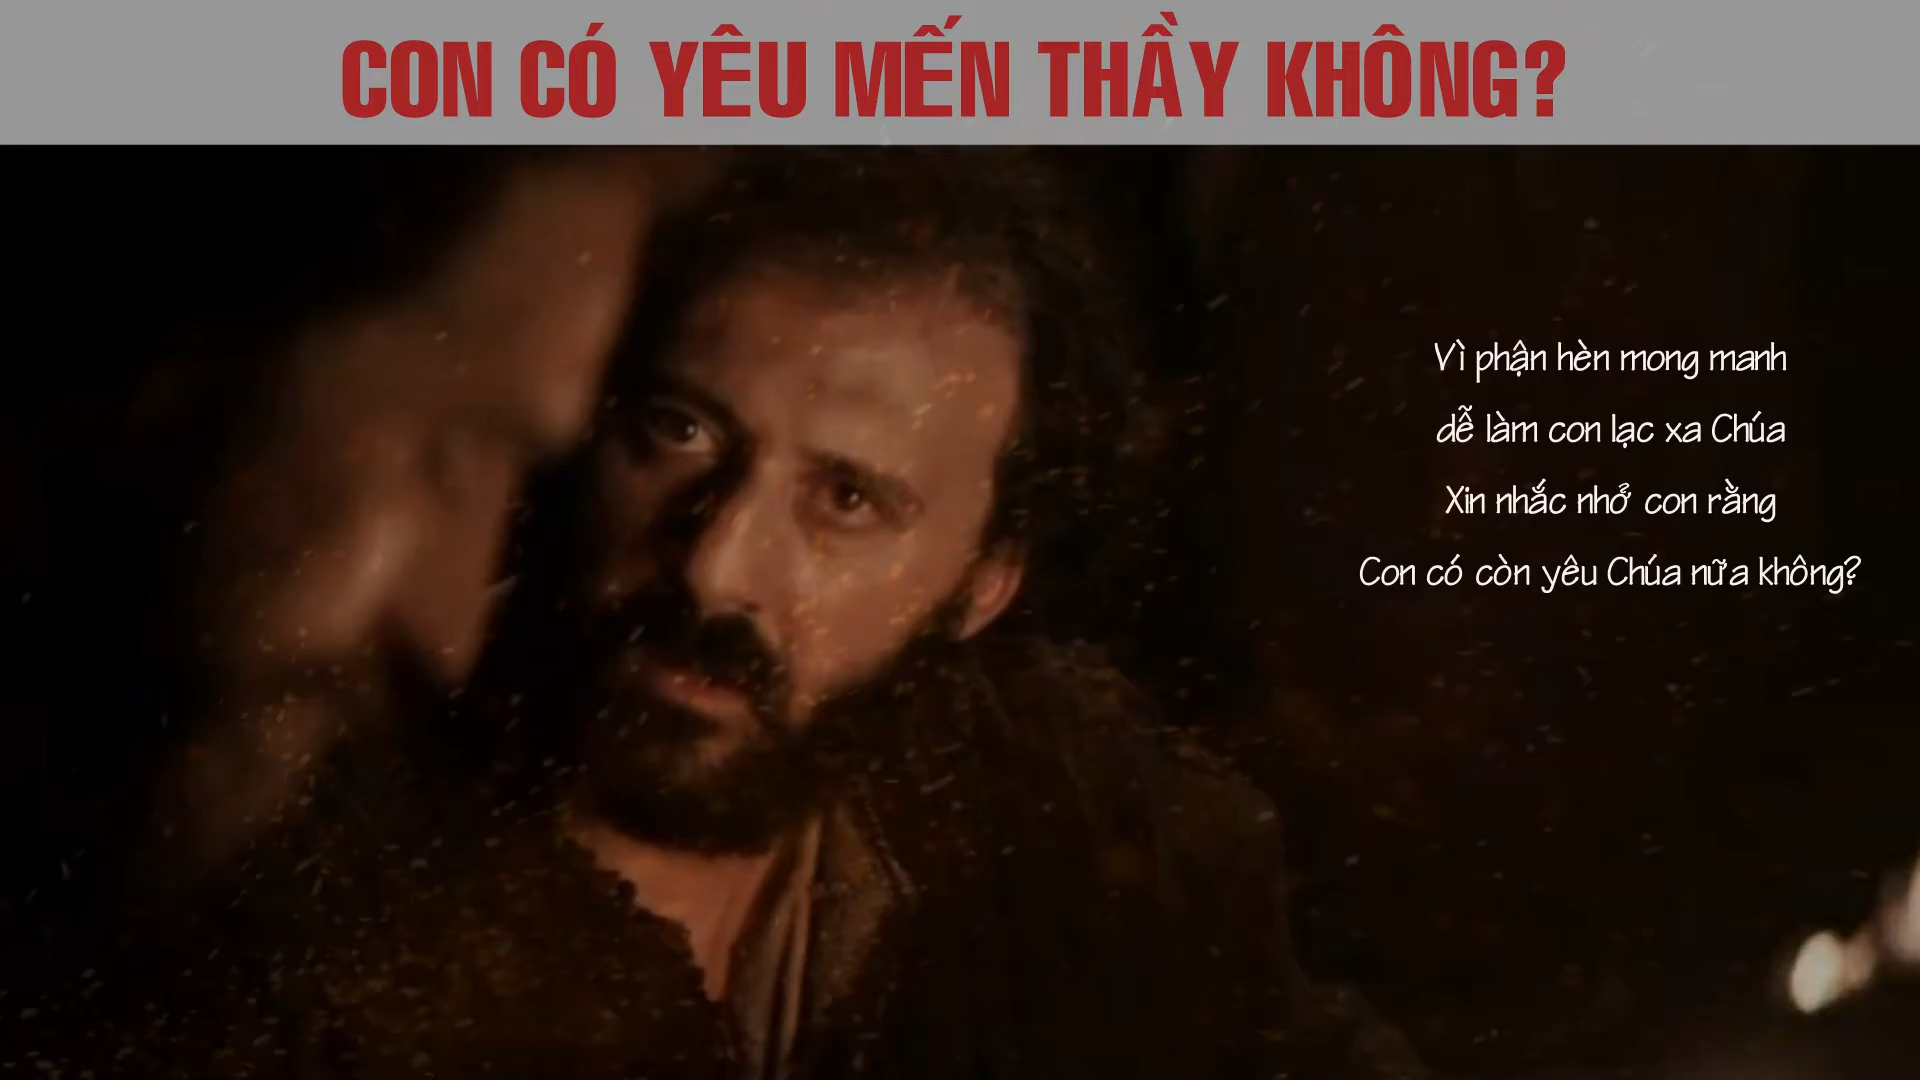 CON CÓ YÊU MẾN THẦY KHÔNG?
Vì phận hèn mong manh
dễ làm con lạc xa Chúa
Xin nhắc nhở con rằng
Con có còn yêu Chúa nữa không?